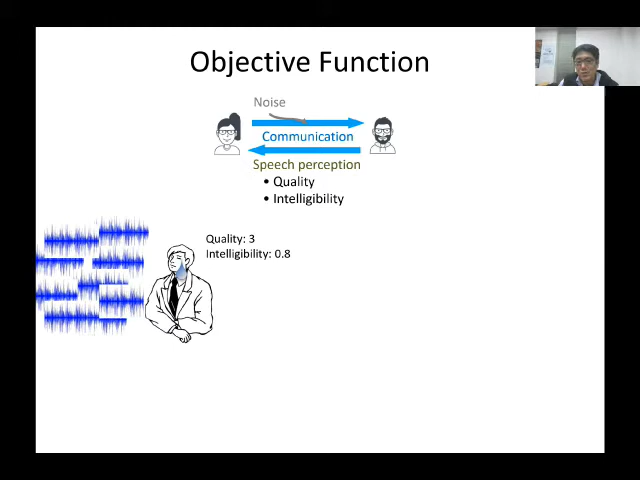 Objective Function
Noise
Communication
Speech perception
• Quality
• Intelligibility
Quality: 3
Intelligibility: 0.8